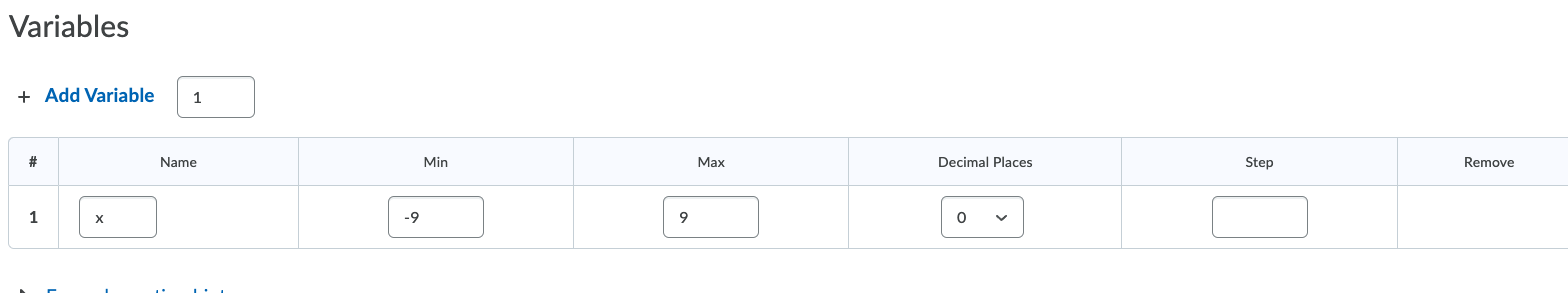 Variables
+ Add Variable 1
# Name Min Max Decimal Places Step Remove
1 x -9 9 0